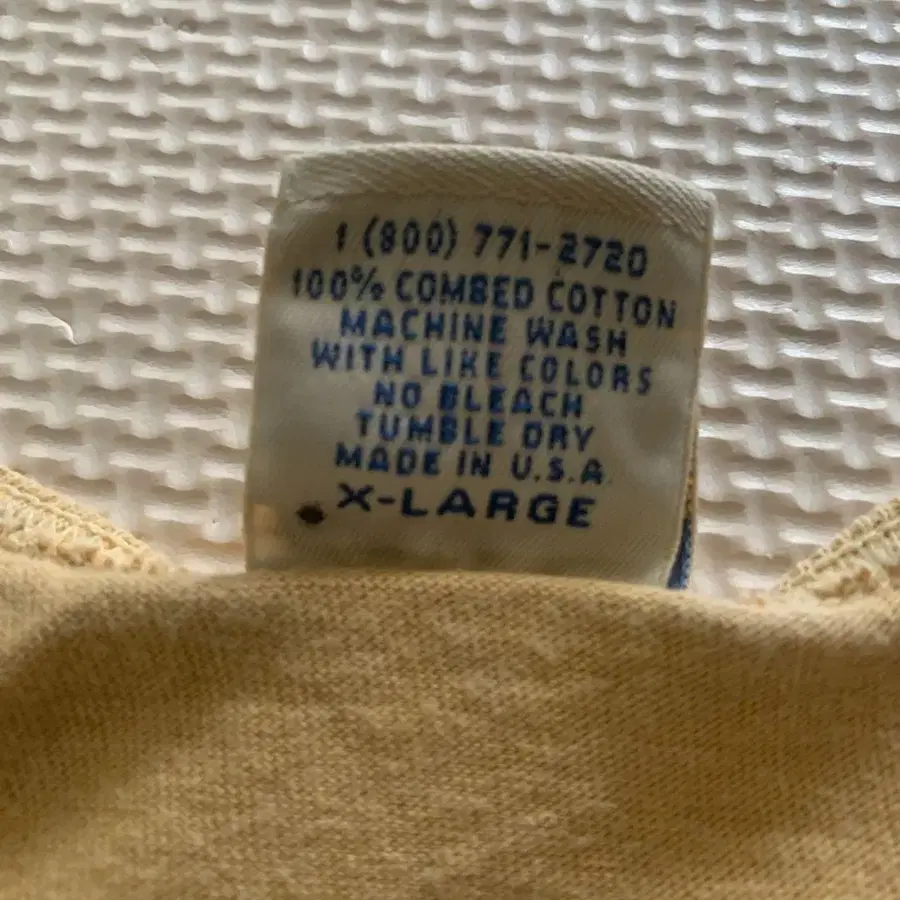 1 (800) 771-2720
100% COMBED COTTON
MACHINE WASH
WITH LIKE COLORS
NO BLEACH
TUMBLE DRY
MADE IN U.S.A.
X-LARGE